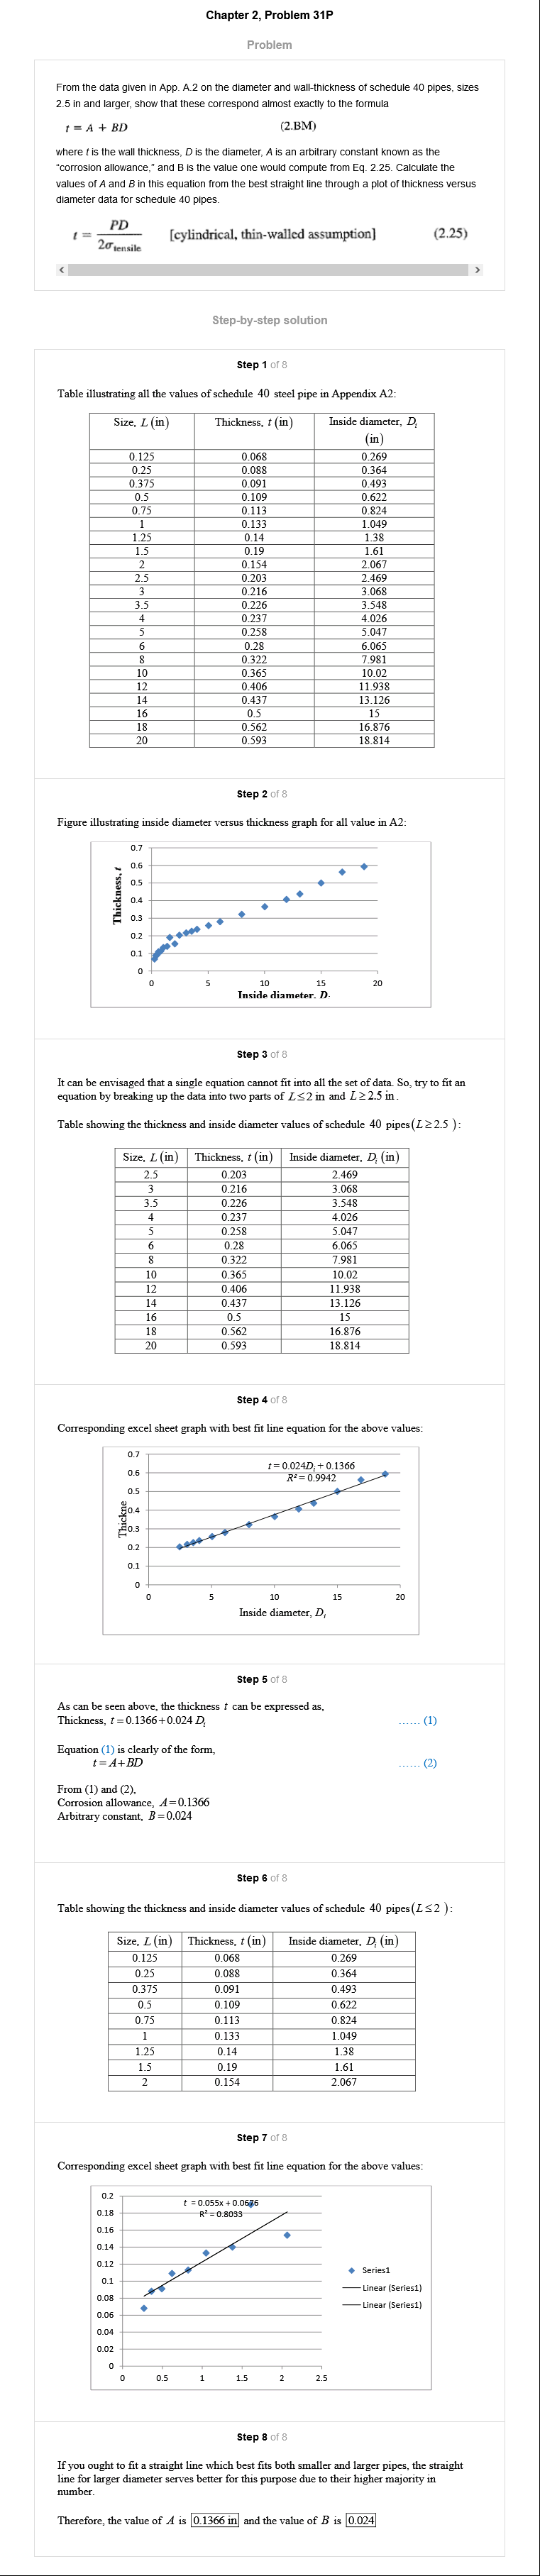 Chapter 2, Problem 31P
Problem
From the data given in App. A.2 on the diameter and wall-thickness of schedule 40 pipes, sizes
2.5 in and larger, show that these correspond almost exactly to the formula
t = A + BD (2.BM)
where t is the wall thickness, D is the diameter, A is an arbitrary constant known as the
“corrosion allowance,” and B is the value one would compute from Eq. 2.25. Calculate the
values of A and B in this equation from the best straight line through a plot of thickness versus
diameter data for schedule 40 pipes.
t = PD / 2σ tensile [cylindrical, thin-walled assumption] (2.25)
Step-by-step solution
Step 1 of 8
Table illustrating all the values of schedule 40 steel pipe in Appendix A2:
Size, L (in) Thickness, t (in) Inside diameter, Di
(in)
0.125 0.068 0.269
0.25 0.088 0.364
0.375 0.091 0.493
0.5 0.109 0.622
0.75 0.113 0.824
1 0.133 1.049
1.25 0.14 1.38
1.5 0.19 1.61
2 0.154 2.067
2.5 0.203 2.469
3 0.216 3.068
3.5 0.226 3.548
4 0.237 4.026
5 0.258 5.047
6 0.28 6.065
8 0.322 7.981
10 0.365 10.02
12 0.406 11.938
14 0.437 13.126
16 0.5 15
18 0.562 16.876
20 0.593 18.814
Step 2 of 8
Figure illustrating inside diameter versus thickness graph for all value in A2:
Thickness, t
0.7
0.6
0.5
0.4
0.3
0.2
0.1
0
0 5 10 15 20
Inside diameter, D
Step 3 of 8
It can be envisaged that a single equation cannot fit into all the set of data. So, try to fit an
equation by breaking up the data into two parts of L≤2 in and L≥2.5 in.
Table showing the thickness and inside diameter values of schedule 40 pipes(L≥2.5 ):
Size, L (in) Thickness, t (in) Inside diameter, Di (in)
2.5 0.203 2.469
3 0.216 3.068
3.5 0.226 3.548
4 0.237 4.026
5 0.258 5.047
6 0.28 6.065
8 0.322 7.981
10 0.365 10.02
12 0.406 11.938
14 0.437 13.126
16 0.5 15
18 0.562 16.876
20 0.593 18.814
Step 4 of 8
Corresponding excel sheet graph with best fit line equation for the above values:
Thickne
t = 0.024Di + 0.1366
R² = 0.9942
0.7
0.6
0.5
0.4
0.3
0.2
0.1
0
0 5 10 15 20
Inside diameter, Di
Step 5 of 8
As can be seen above, the thickness t can be expressed as,
Thickness, t = 0.1366+0.024 Di ...... (1)
Equation (1) is clearly of the form,
t = A+BD ...... (2)
From (1) and (2),
Corrosion allowance, A=0.1366
Arbitrary constant, B=0.024
Step 6 of 8
Table showing the thickness and inside diameter values of schedule 40 pipes(L≤2 ):
Size, L (in) Thickness, t (in) Inside diameter, Di (in)
0.125 0.068 0.269
0.25 0.088 0.364
0.375 0.091 0.493
0.5 0.109 0.622
0.75 0.113 0.824
1 0.133 1.049
1.25 0.14 1.38
1.5 0.19 1.61
2 0.154 2.067
Step 7 of 8
Corresponding excel sheet graph with best fit line equation for the above values:
t = 0.055x + 0.0676
R² = 0.8033
0.2
0.18
0.16
0.14
0.12
0.1
0.08
0.06
0.04
0.02
0
0 0.5 1 1.5 2 2.5
Series1
Linear (Series1)
Linear (Series1)
Step 8 of 8
If you ought to fit a straight line which best fits both smaller and larger pipes, the straight
line for larger diameter serves better for this purpose due to their higher majority in
number.
Therefore, the value of A is 0.1366 in and the value of B is 0.024